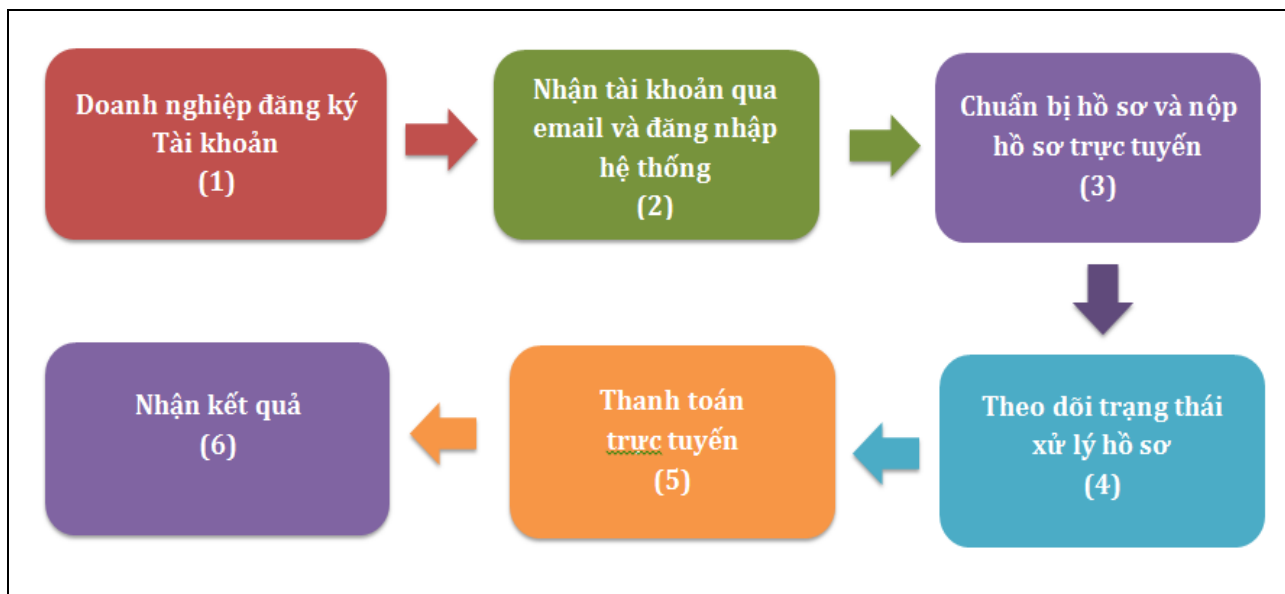 Doanh nghiệp đăng ký
Tài khoản
(1)
Nhận tài khoản qua
email và đăng nhập
hệ thống
(2)
Chuẩn bị hồ sơ và nộp
hồ sơ trực tuyến
(3)
Theo dõi trạng thái
xử lý hồ sơ
(4)
Thanh toán
trực tuyến
(5)
Nhận kết quả
(6)